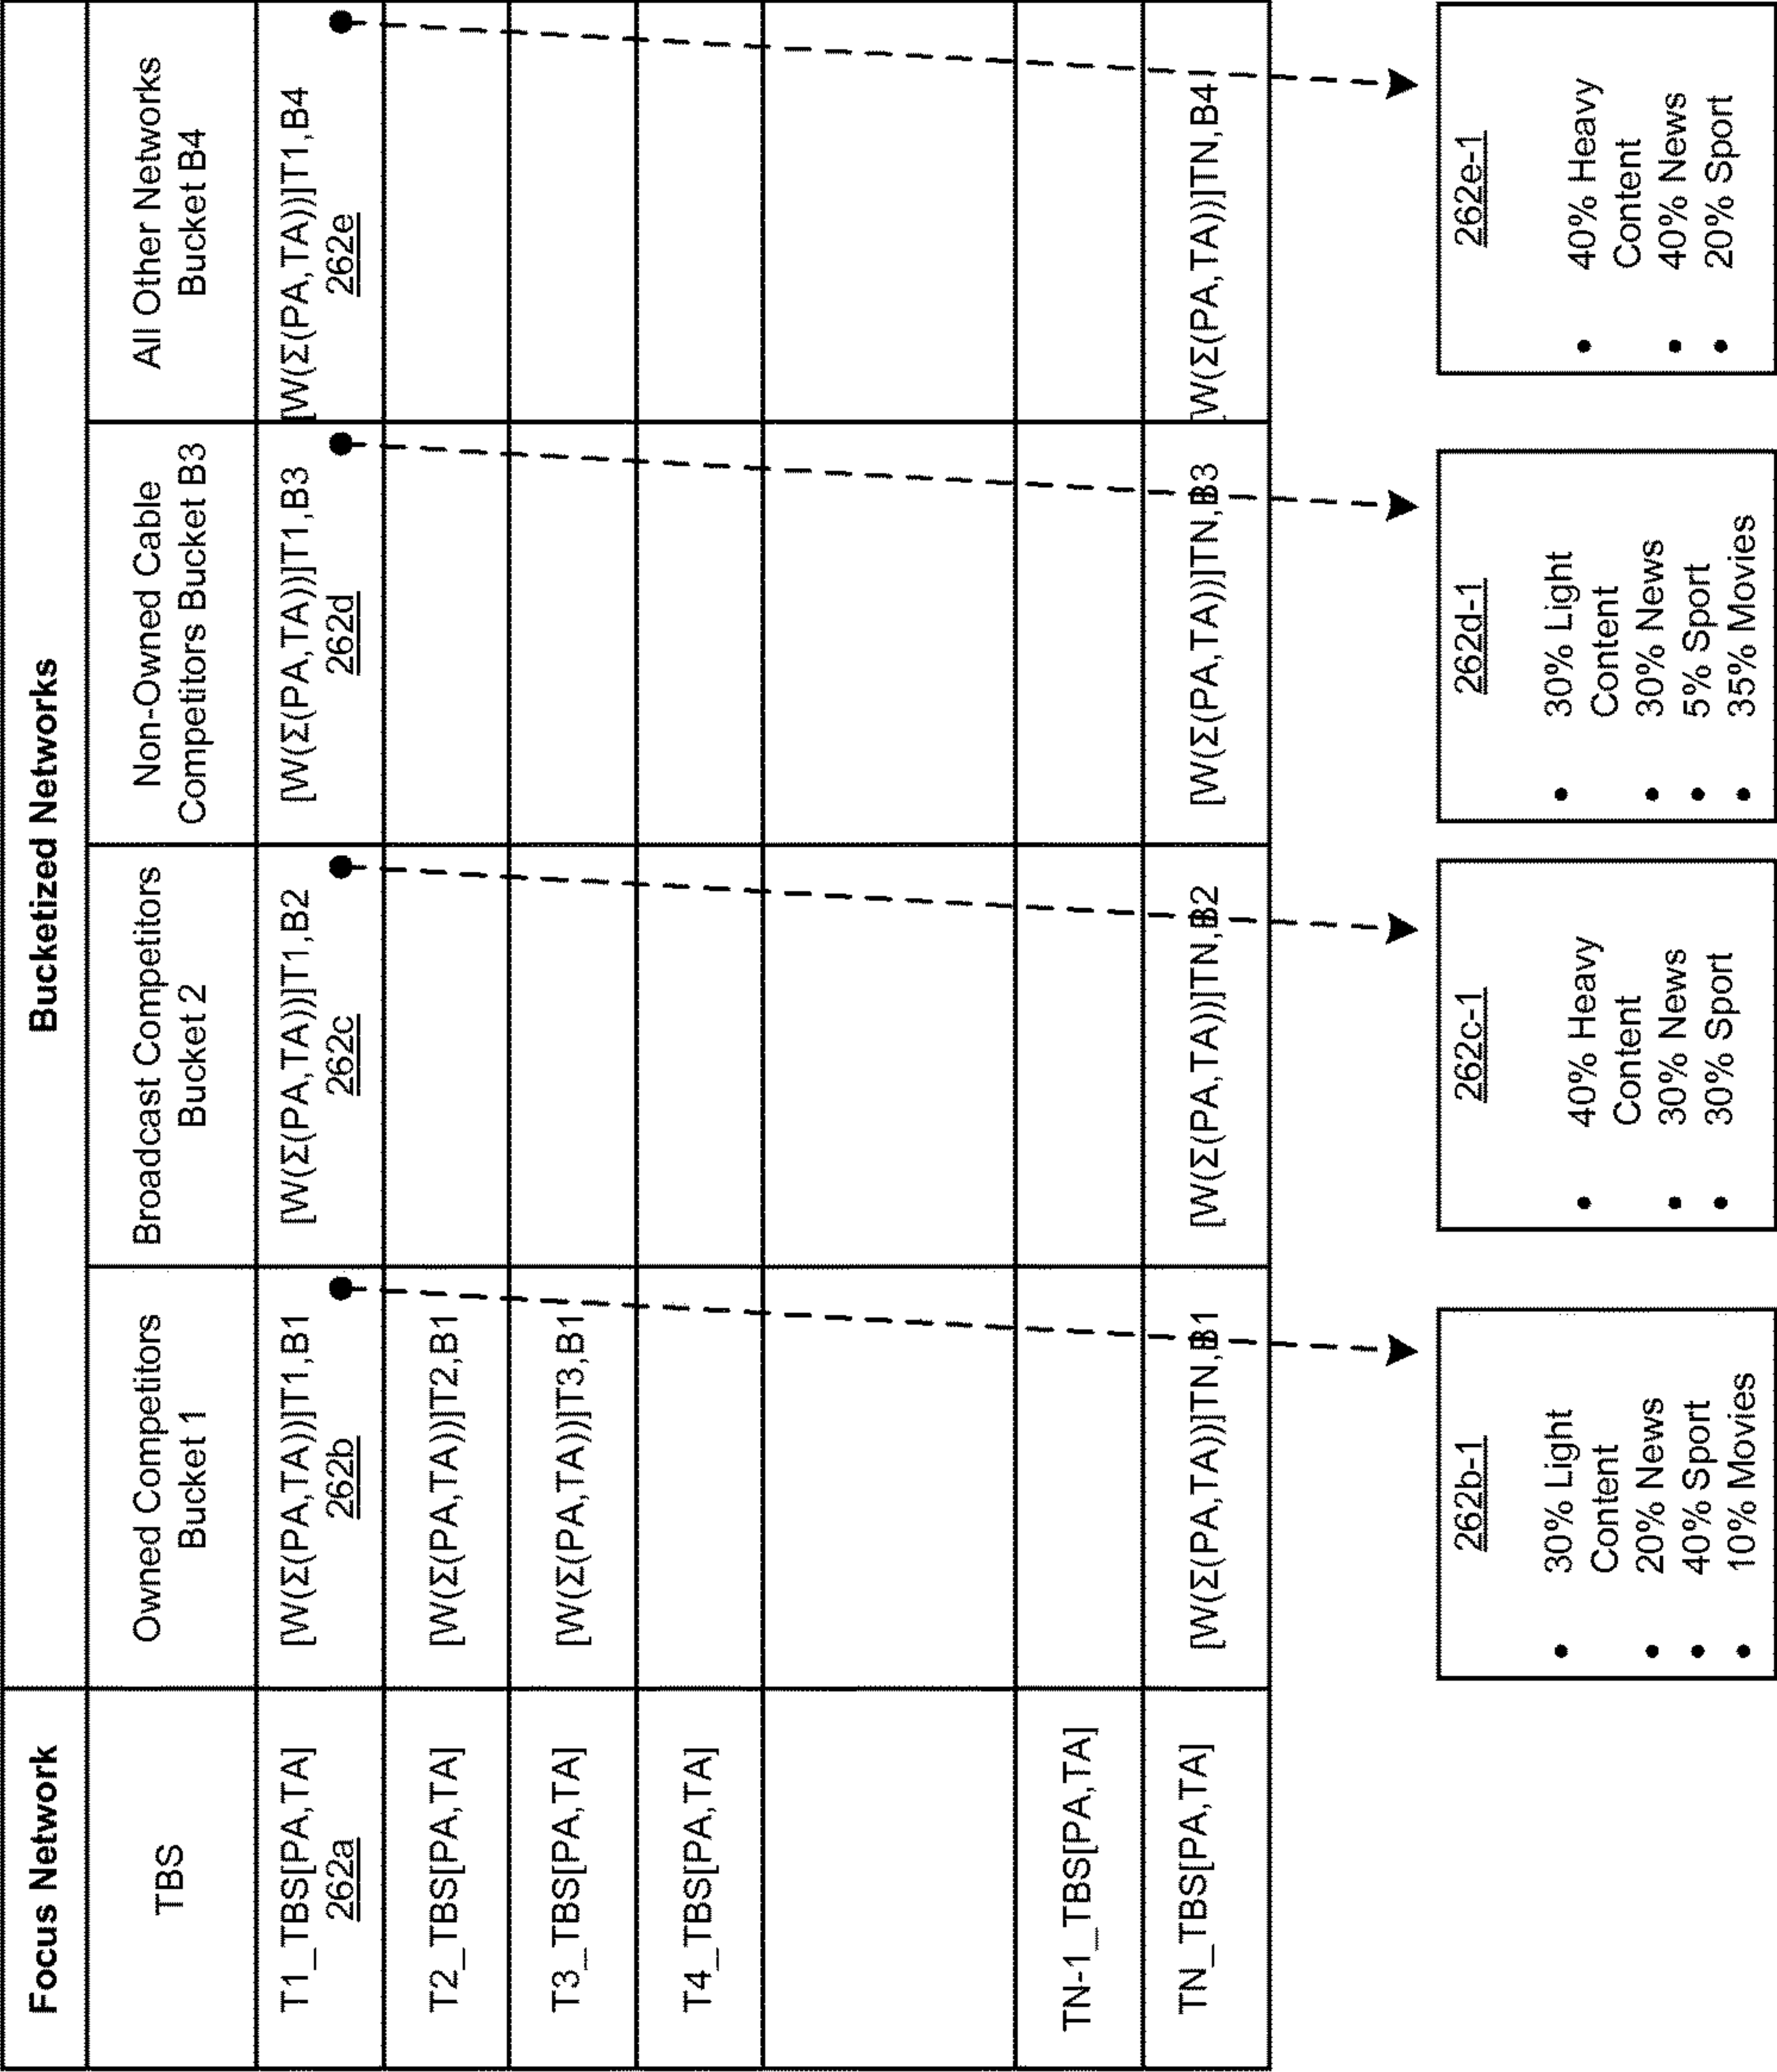 Focus Network
Bucketized Networks
TBS
Owned Competitors
Bucket 1
Broadcast Competitors
Bucket 2
Non-Owned Cable
Competitors Bucket B3
All Other Networks
Bucket B4
T1_TBS[PA,TA]
262a
[W(Σ(PA,TA))]T1,B1
262b
[W(Σ(PA,TA))]T1,B2
262c
[W(Σ(PA,TA))]T1,B3
262d
[W(Σ(PA,TA))]T1,B4
262e
T2_TBS[PA,TA]
[W(Σ(PA,TA))]T2,B1
T3_TBS[PA,TA]
[W(Σ(PA,TA))]T3,B1
T4_TBS[PA,TA]
TN-1_TBS[PA,TA]
TN_TBS[PA,TA]
[W(Σ(PA,TA))]TN,B1
[W(Σ(PA,TA))]TN,B2
[W(Σ(PA,TA))]TN,B3
[W(Σ(PA,TA))]TN,B4
262b-1
• 30% Light
Content
• 20% News
• 40% Sport
• 10% Movies
262c-1
• 40% Heavy
Content
• 30% News
• 30% Sport
262d-1
• 30% Light
Content
• 30% News
• 5% Sport
• 35% Movies
262e-1
• 40% Heavy
Content
• 40% News
• 20% Sport